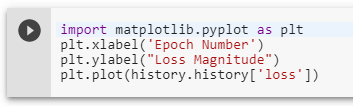 import matplotlib.pyplot as plt
plt.xlabel('Epoch Number')
plt.ylabel("Loss Magnitude")
plt.plot(history.history['loss'])